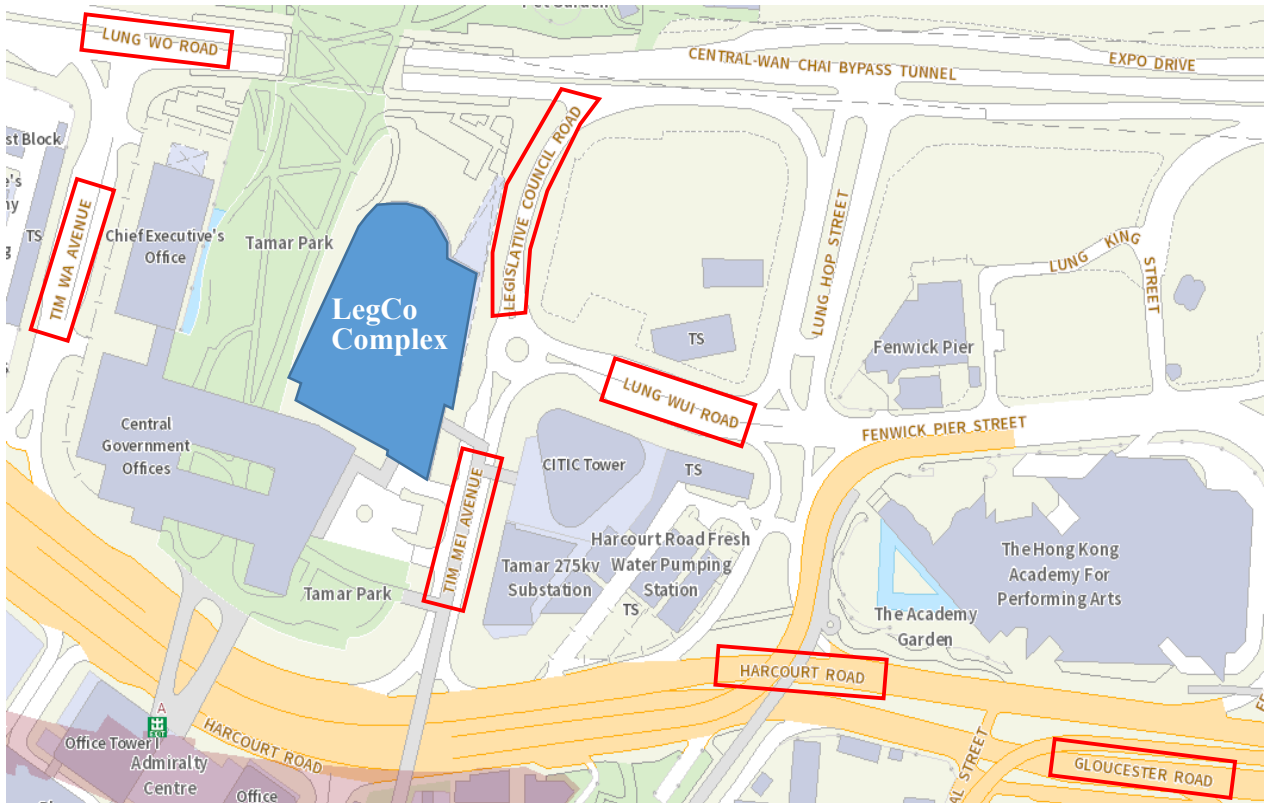 Pet Garden
LUNG WO ROAD
CENTRAL-WAN CHAI BYPASS TUNNEL
EXPO DRIVE
st Block
LEGISLATIVE COUNCIL ROAD
TIM WA AVENUE
TS
Chief Executive's
Office
Tamar Park
LUNG HOP STREET
LUNG KING
STREET
LegCo
Complex
TS
Fenwick Pier
LUNG WUI ROAD
FENWICK PIER STREET
Central
Government
Offices
CITIC Tower
TS
TIM MEI AVENUE
Harcourt Road Fresh
Water Pumping
Station
Tamar 275kv
Substation
TS
The Hong Kong
Academy For
Performing Arts
Tamar Park
The Academy
Garden
HARCOURT ROAD
A
EXIT
HARCOURT ROAD
Office Tower I
Admiralty
Centre
Office
STREET
GLOUCESTER ROAD